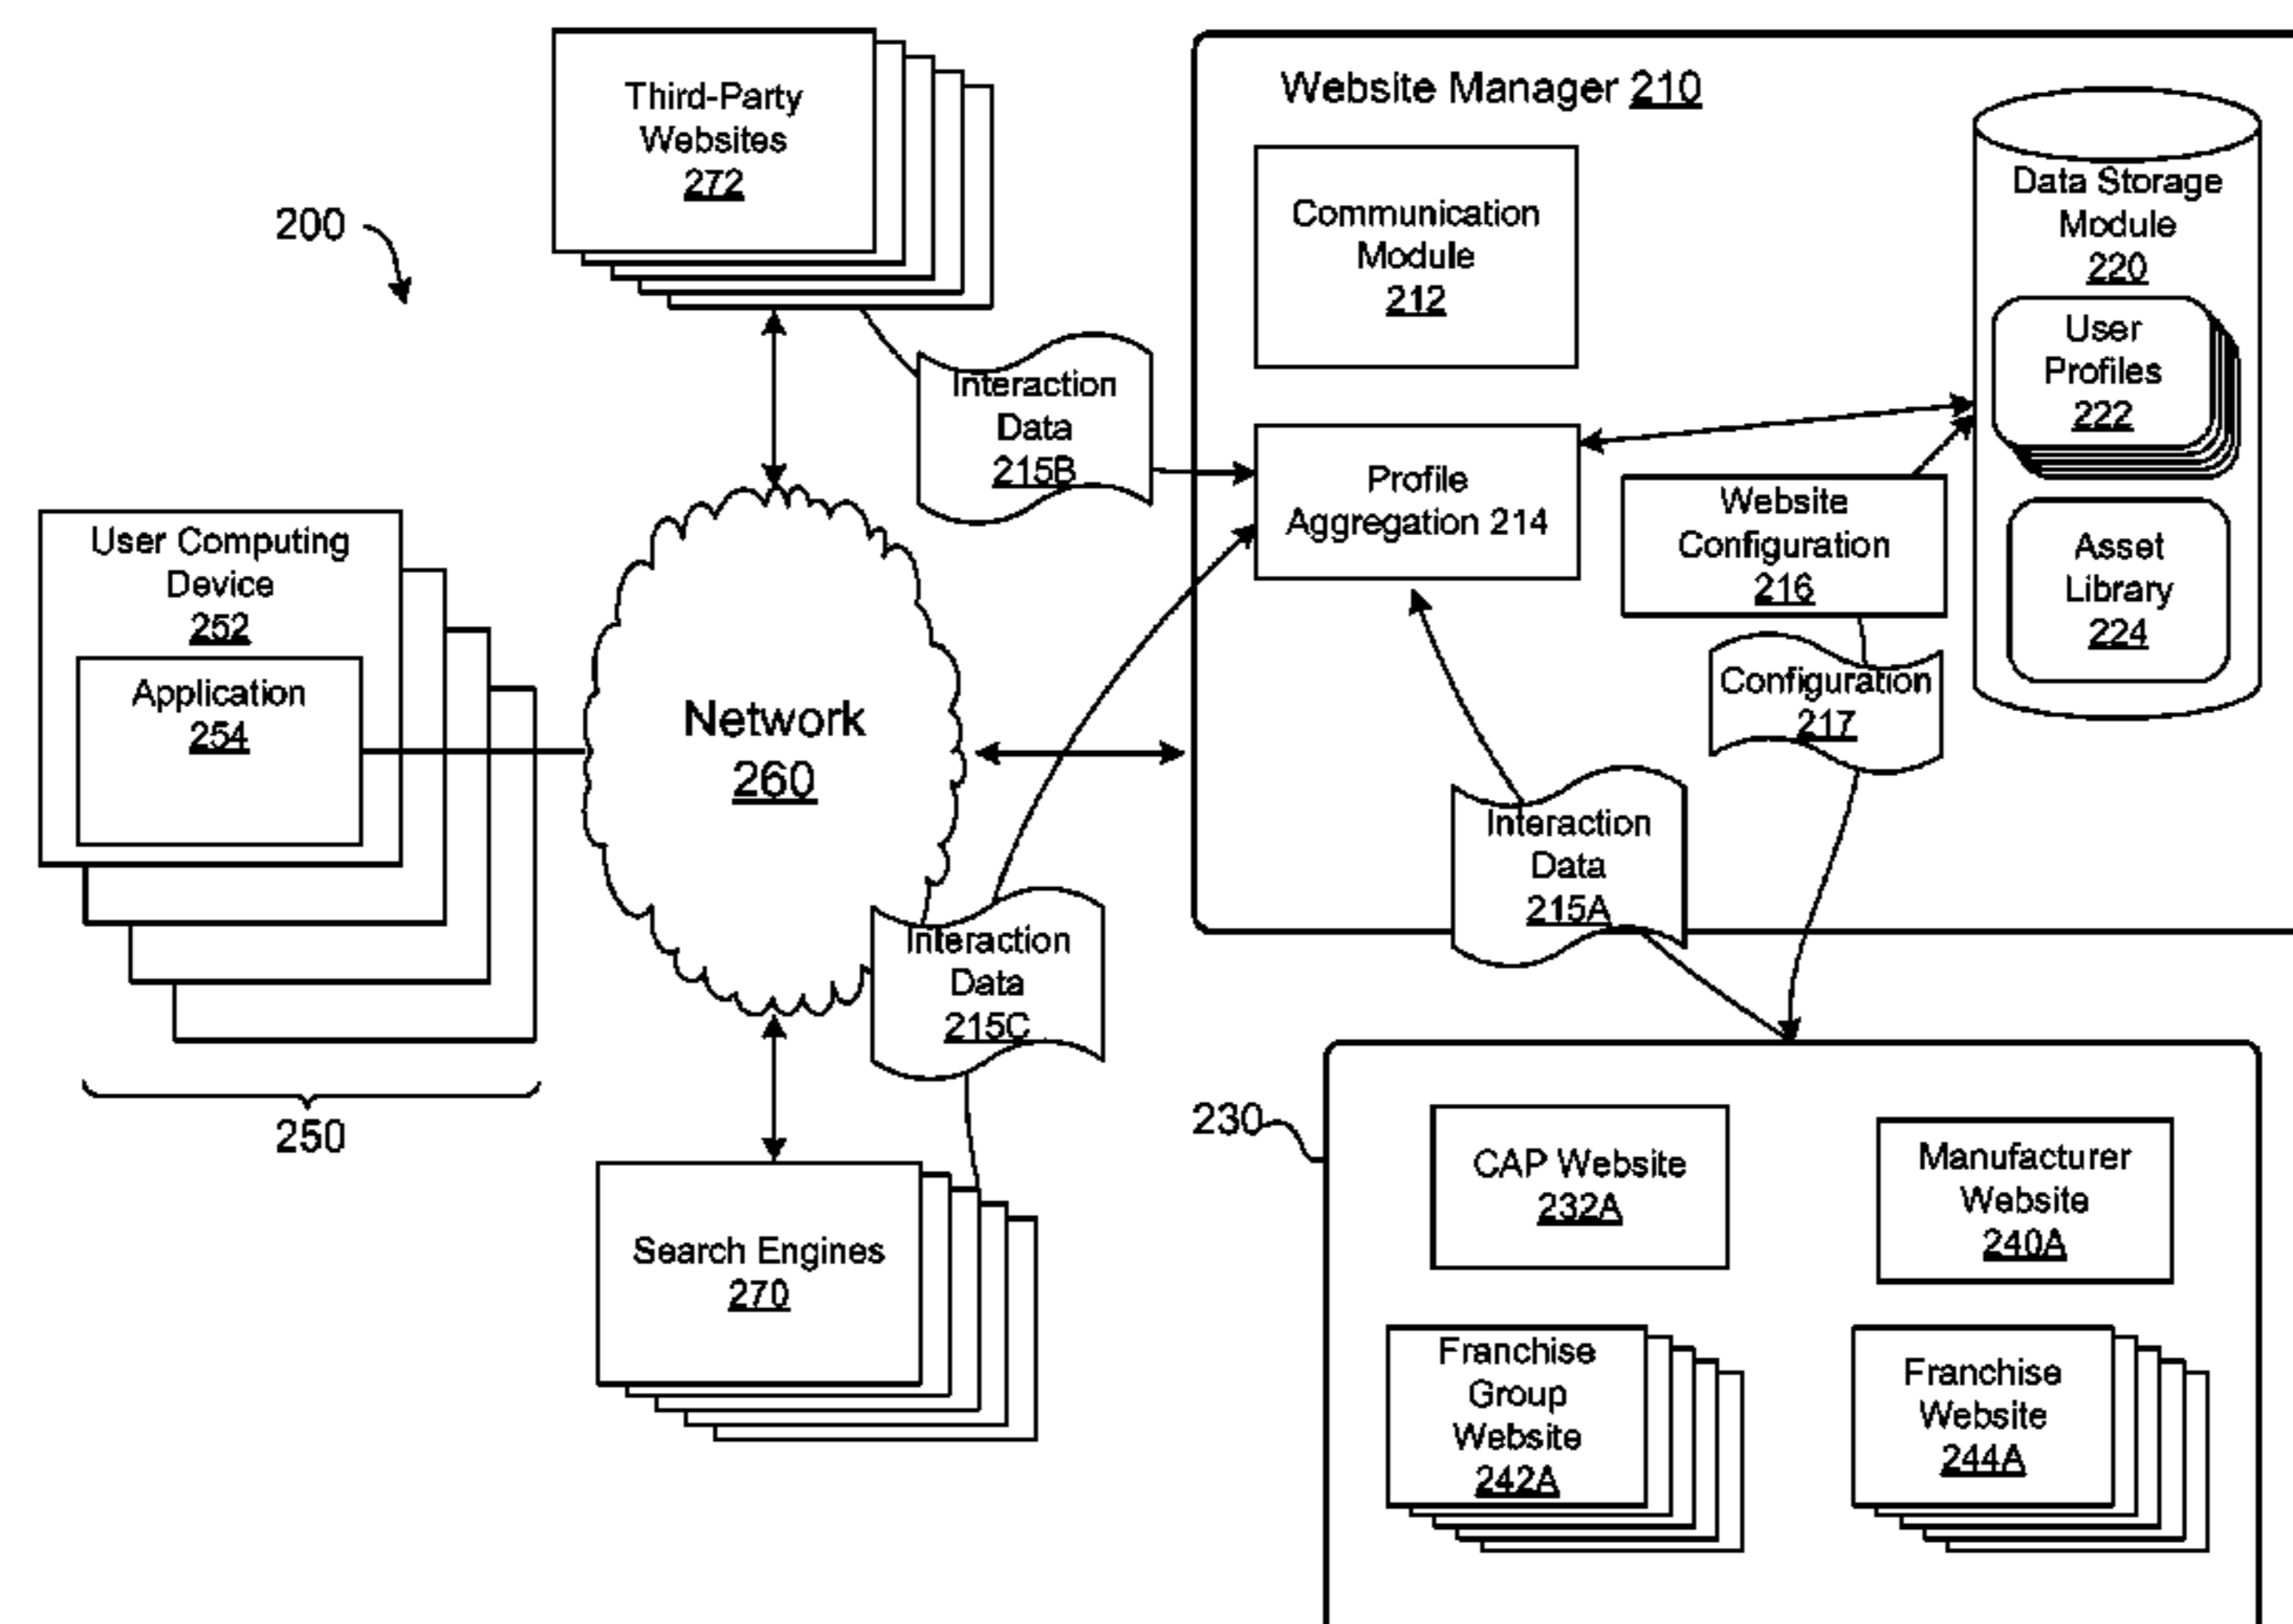 200
Third-Party
Websites
272
Website Manager 210
Communication
Module
212
Data Storage
Module
220
User
Profiles
222
Asset
Library
224
Interaction
Data
215B
Profile
Aggregation 214
Website
Configuration
216
Configuration
217
User Computing
Device
252
Application
254
250
Network
260
Interaction
Data
215C
Interaction
Data
215A
Search Engines
270
230
CAP Website
232A
Manufacturer
Website
240A
Franchise
Group
Website
242A
Franchise
Website
244A